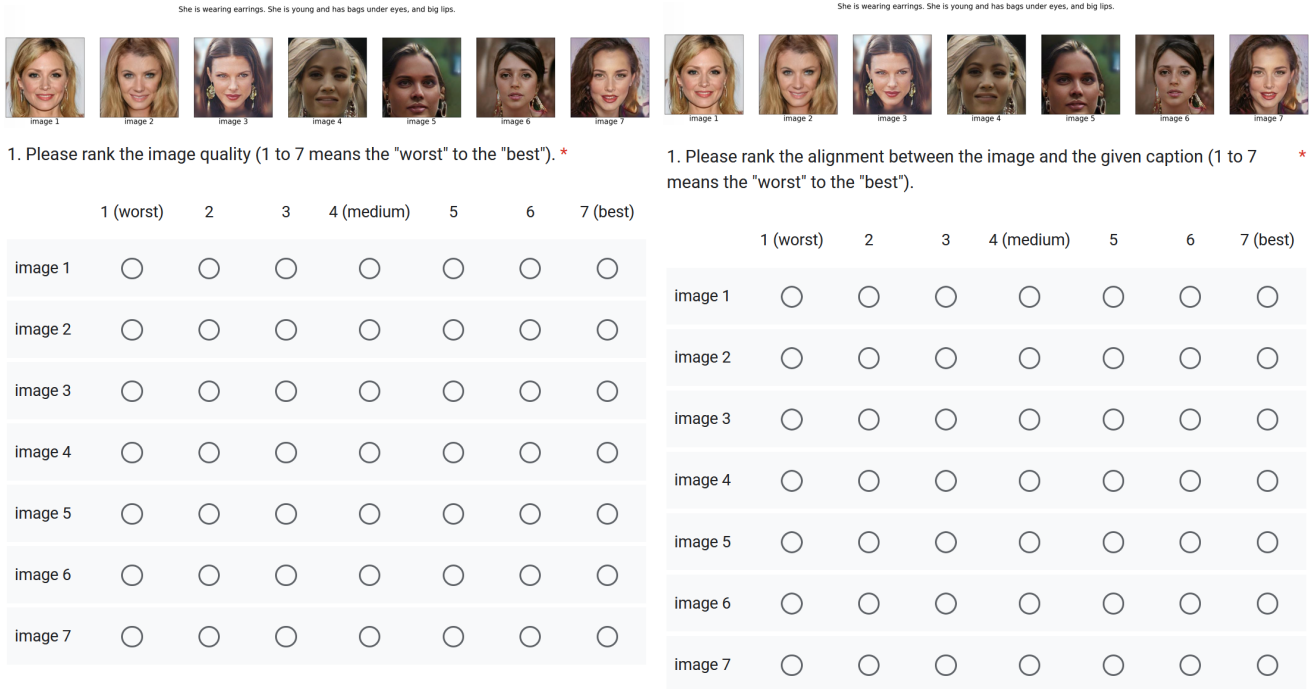 She is wearing earrings. She is young and has bags under eyes, and big lips.
image 1 image 2 image 3 image 4 image 5 image 6 image 7
1. Please rank the image quality (1 to 7 means the "worst" to the "best"). *
1 (worst) 2 3 4 (medium) 5 6 7 (best)
image 1
image 2
image 3
image 4
image 5
image 6
image 7
She is wearing earrings. She is young and has bags under eyes, and big lips.
image 1 image 2 image 3 image 4 image 5 image 6 image 7
1. Please rank the alignment between the image and the given caption (1 to 7 *
means the "worst" to the "best").
1 (worst) 2 3 4 (medium) 5 6 7 (best)
image 1
image 2
image 3
image 4
image 5
image 6
image 7